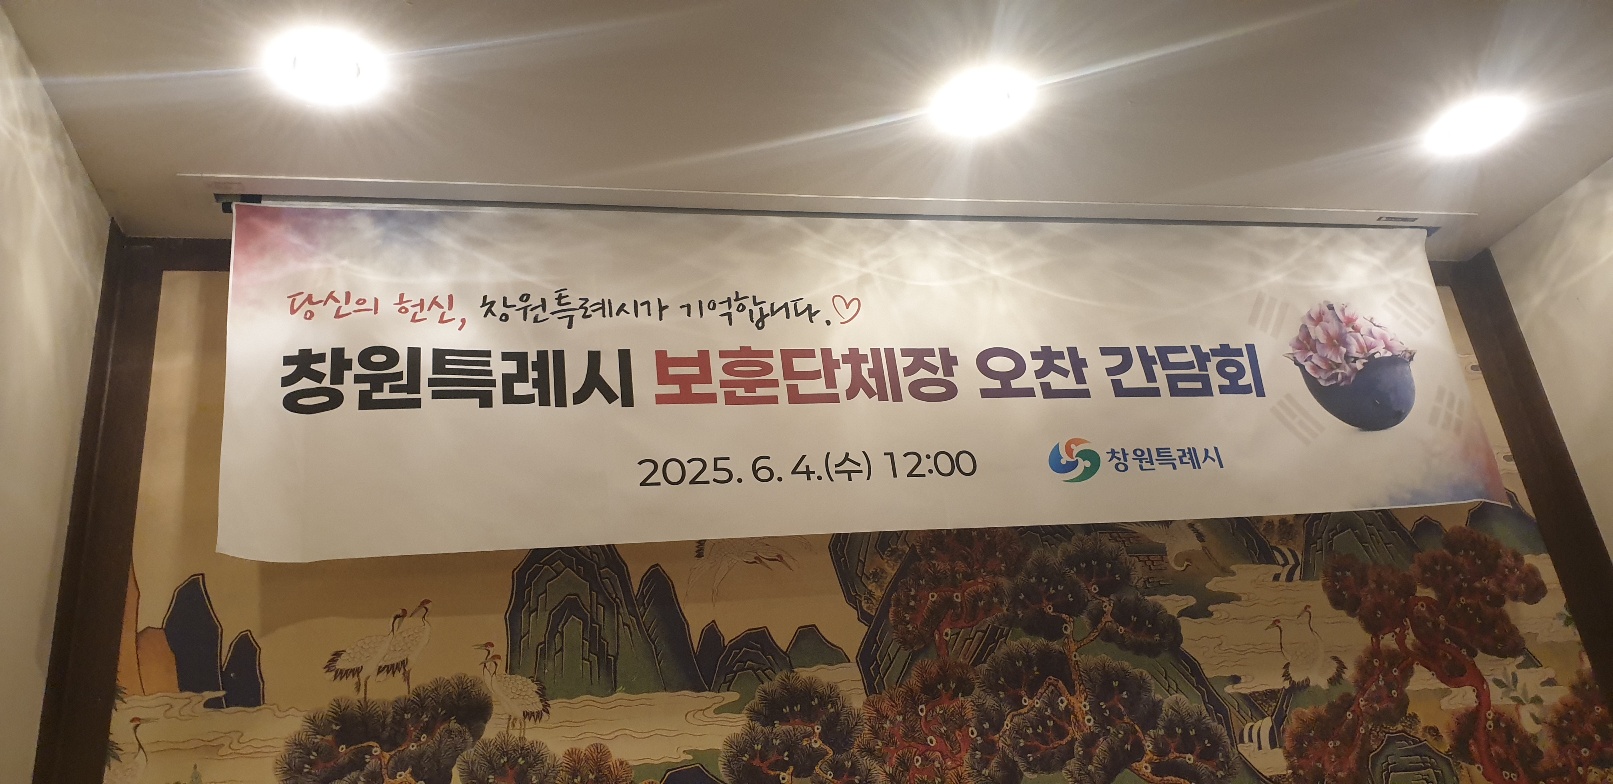 당신의 헌신, 창원특례시가 기억합니다.♡
창원특례시 보훈단체장 오찬 간담회
2025. 6. 4.(수) 12:00
창원특례시